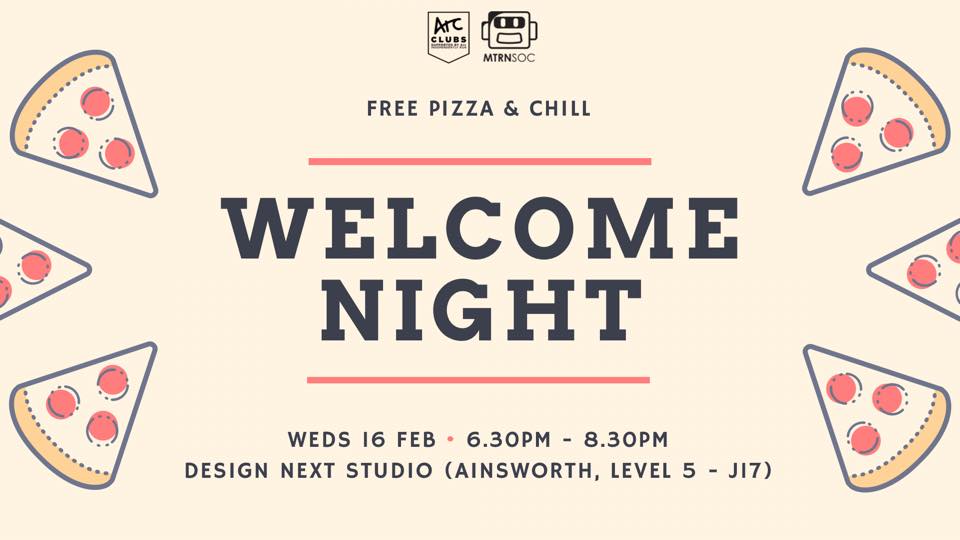 Arc
CLUBS
MTRNSOC
FREE PIZZA & CHILL
WELCOME
NIGHT
WEDS 16 FEB • 6.30PM - 8.30PM
DESIGN NEXT STUDIO (AINSWORTH, LEVEL 5 - J17)